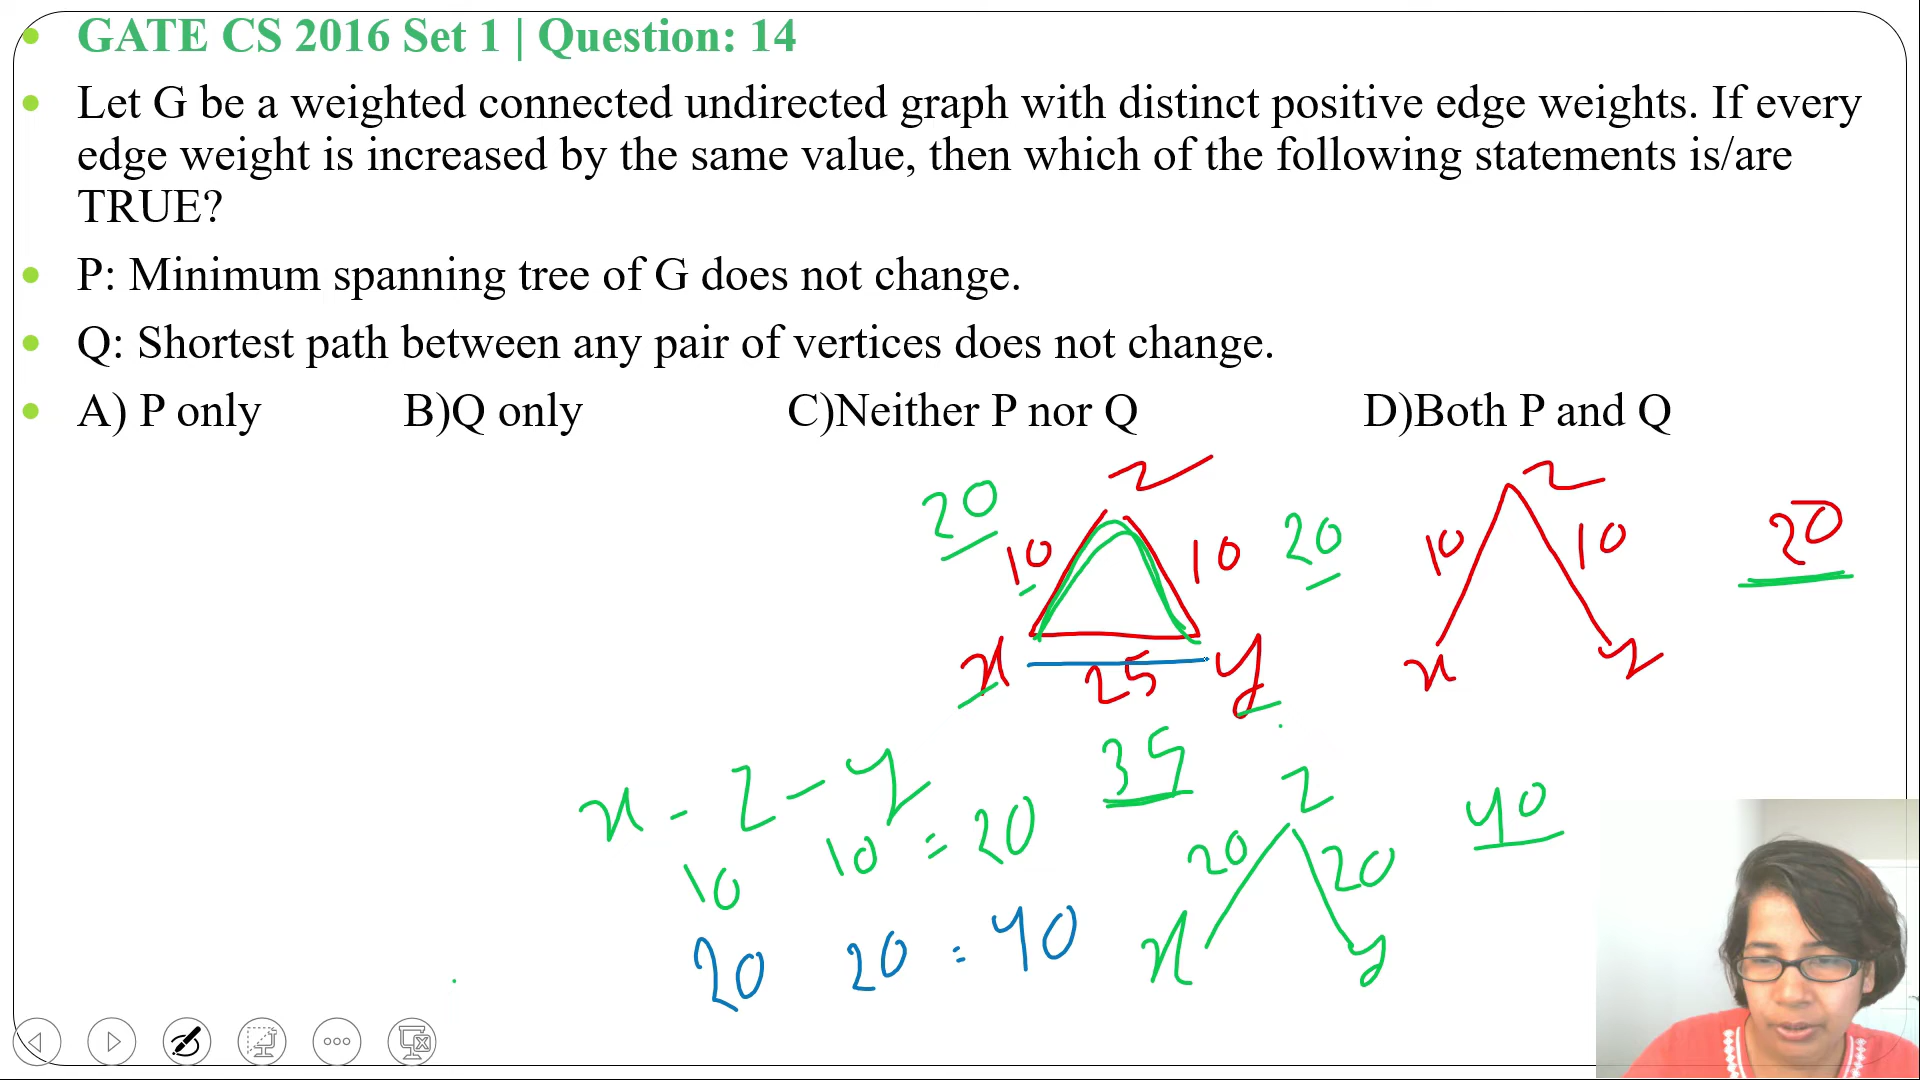 GATE CS 2016 Set 1 | Question: 14
Let G be a weighted connected undirected graph with distinct positive edge weights. If every
edge weight is increased by the same value, then which of the following statements is/are
TRUE?
P: Minimum spanning tree of G does not change.
Q: Shortest path between any pair of vertices does not change.
A) P only B)Q only C)Neither P nor Q D)Both P and Q
z z
20 10 10 20 10 10 20
x 25 y x y
35
x - z - y z 40
10 10 = 20 20 20
20 20 = 40 x y